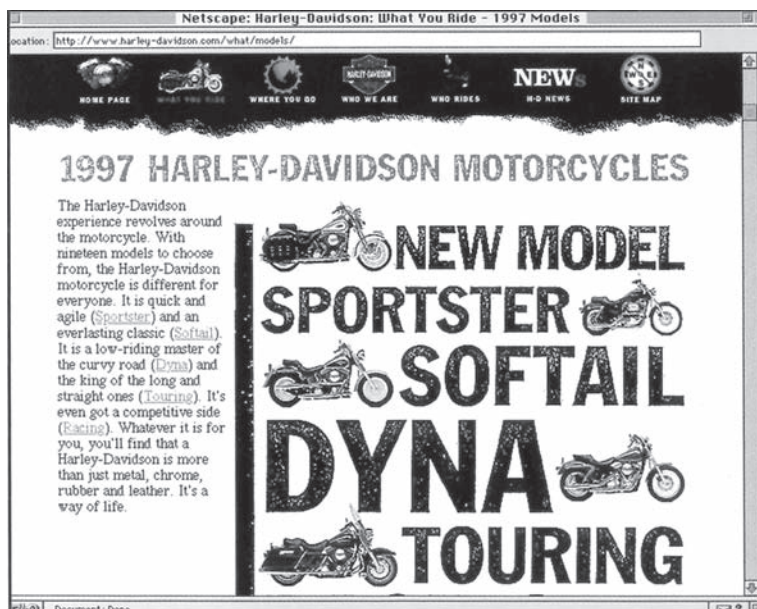 Netscape: Harley-Davidson: What You Ride - 1997 Models
ocation: http://www.harley-davidson.com/what/models/
HARLEY-DAVIDSON
NEWs
HOME PAGE WHAT YOU RIDE WHERE YOU GO WHO WE ARE WHO RIDES H-D NEWS SITE MAP
1997 HARLEY-DAVIDSON MOTORCYCLES
The Harley-Davidson
experience revolves around
the motorcycle. With
nineteen models to choose
from, the Harley-Davidson
motorcycle is different for
everyone. It is quick and
agile (Sportster) and an
everlasting classic (Softail).
It is a low-riding master of
the curvy road (Dyna) and
the king of the long and
straight ones (Touring). It's
even got a competitive side
(Racing). Whatever it is for
you, you'll find that a
Harley-Davidson is more
than just metal, chrome,
rubber and leather. It's a
way of life.
NEW MODEL
SPORTSTER
SOFTAIL
DYNA
TOURING